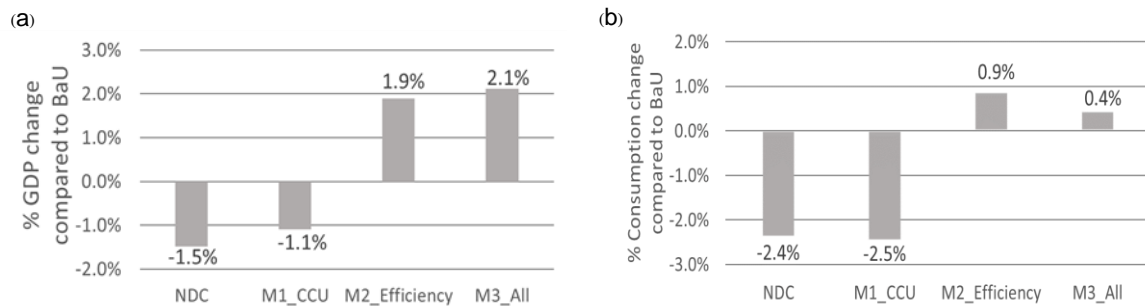 (a)
% GDP change
compared to BaU
3.0%
2.0%
1.0%
0.0%
-1.0%
-2.0%
-1.5%
-1.1%
1.9%
2.1%
NDC M1_CCU M2_Efficiency M3_All
(b)
% Consumption change
compared to BaU
2.0%
1.0%
0.0%
-1.0%
-2.0%
-3.0%
-2.4%
-2.5%
0.9%
0.4%
NDC M1_CCU M2_Efficiency M3_All